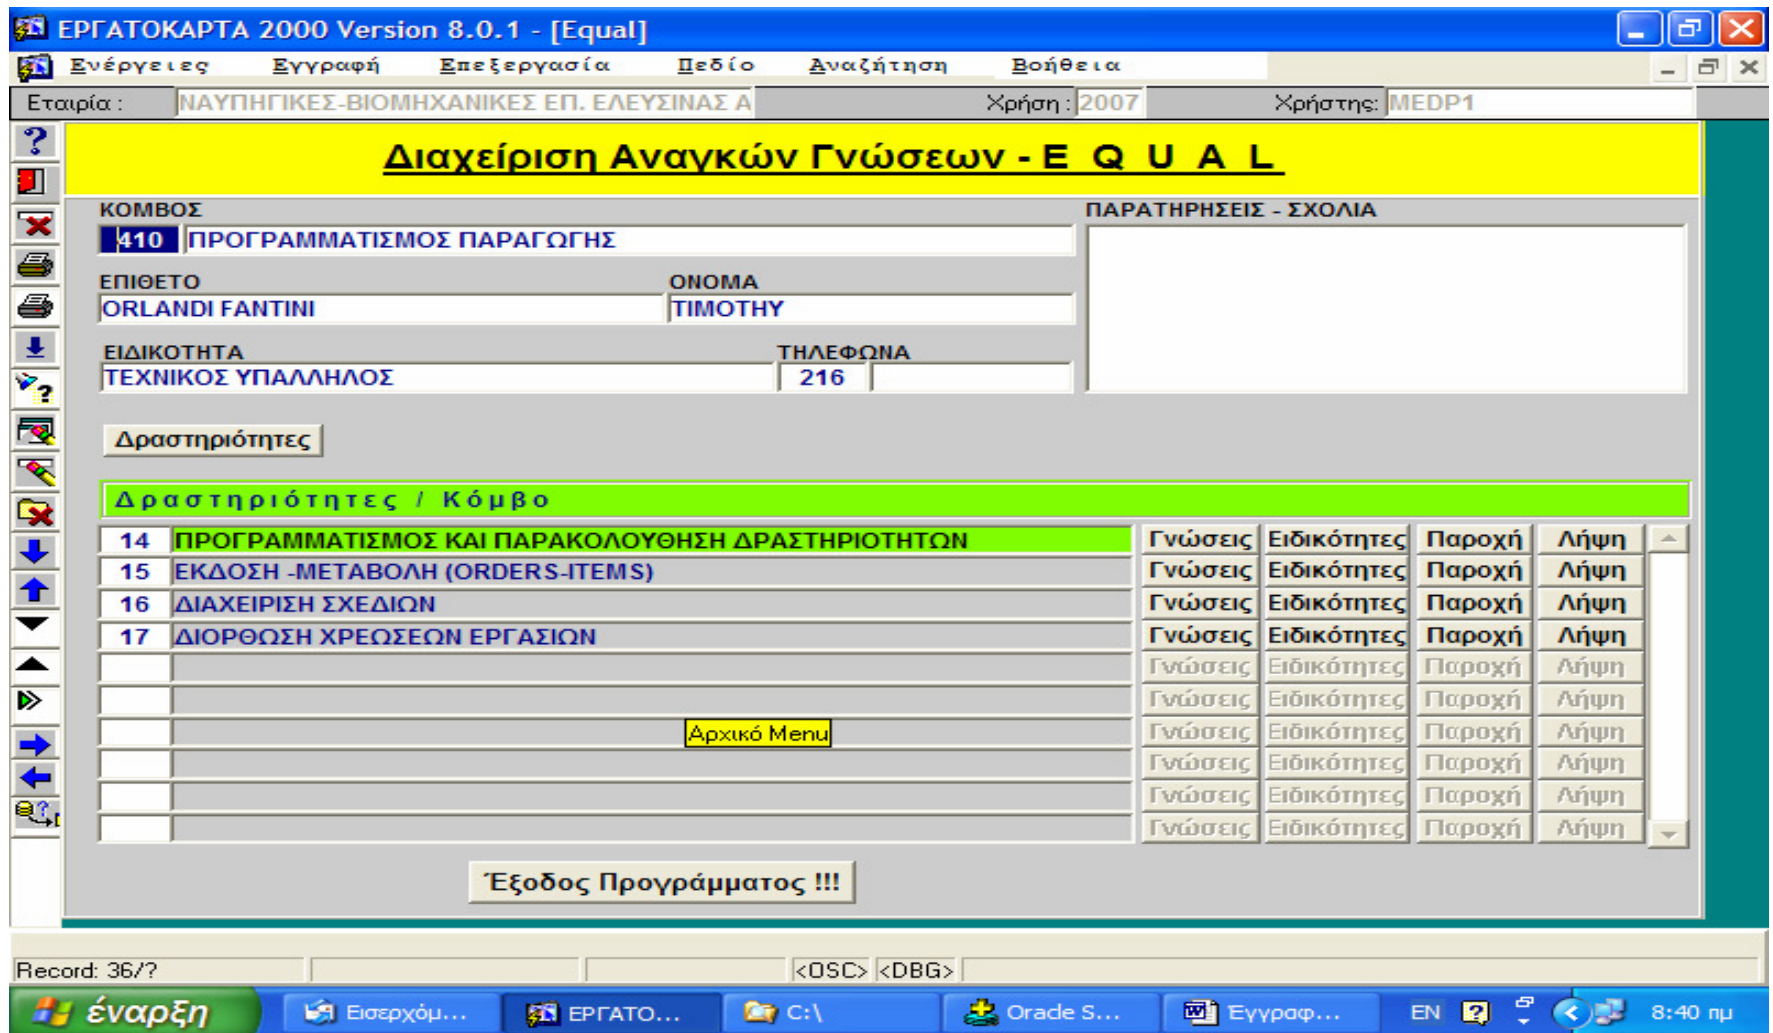 ΕΡΓΑΤΟΚΑΡΤΑ 2000 Version 8.0.1 - [Equal]
Ενέργειες Εγγραφή Επεξεργασία Πεδίο Αναζήτηση Βοήθεια
Εταιρία : ΝΑΥΠΗΓΙΚΕΣ-ΒΙΟΜΗΧΑΝΙΚΕΣ ΕΠ. ΕΛΕΥΣΙΝΑΣ Α Χρήση : 2007 Χρήστης: MEDP1
Διαχείριση Αναγκών Γνώσεων - E Q U A L
ΚΟΜΒΟΣ ΠΑΡΑΤΗΡΗΣΕΙΣ - ΣΧΟΛΙΑ
410 ΠΡΟΓΡΑΜΜΑΤΙΣΜΟΣ ΠΑΡΑΓΩΓΗΣ
ΕΠΙΘΕΤΟ ΟΝΟΜΑ
ORLANDI FANTINI TIMOTHY
ΕΙΔΙΚΟΤΗΤΑ ΤΗΛΕΦΩΝΑ
ΤΕΧΝΙΚΟΣ ΥΠΑΛΛΗΛΟΣ 216
Δραστηριότητες
Δραστηριότητες / Κόμβο
14 ΠΡΟΓΡΑΜΜΑΤΙΣΜΟΣ ΚΑΙ ΠΑΡΑΚΟΛΟΥΘΗΣΗ ΔΡΑΣΤΗΡΙΟΤΗΤΩΝ Γνώσεις Ειδικότητες Παροχή Λήψη
15 ΕΚΔΟΣΗ -ΜΕΤΑΒΟΛΗ (ORDERS-ITEMS) Γνώσεις Ειδικότητες Παροχή Λήψη
16 ΔΙΑΧΕΙΡΙΣΗ ΣΧΕΔΙΩΝ Γνώσεις Ειδικότητες Παροχή Λήψη
17 ΔΙΟΡΘΩΣΗ ΧΡΕΩΣΕΩΝ ΕΡΓΑΣΙΩΝ Γνώσεις Ειδικότητες Παροχή Λήψη
Γνώσεις Ειδικότητες Παροχή Λήψη
Γνώσεις Ειδικότητες Παροχή Λήψη
Αρχικό Menu Γνώσεις Ειδικότητες Παροχή Λήψη
Γνώσεις Ειδικότητες Παροχή Λήψη
Γνώσεις Ειδικότητες Παροχή Λήψη
Γνώσεις Ειδικότητες Παροχή Λήψη
Έξοδος Προγράμματος !!!
Record: 36/? <OSC> <DBG>
έναρξη Εισερχόμ... ΕΡΓΑΤΟ... C:\ Oracle S... Έγγραφ... EN 8:40 πμ